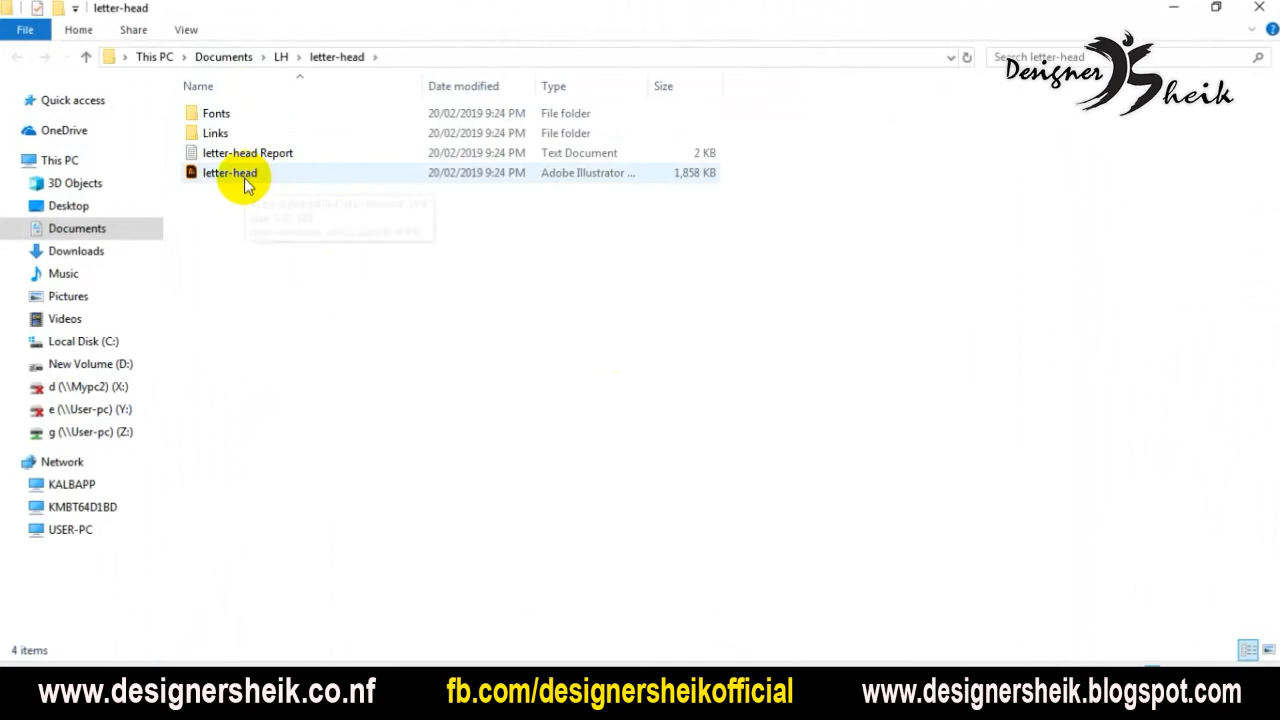 letter-head
File Home Share View
This PC Documents LH letter-head
Search letter-head
Designer Sheik
Name Date modified Type Size
Fonts 20/02/2019 9:24 PM File folder
Links 20/02/2019 9:24 PM File folder
letter-head Report 20/02/2019 9:24 PM Text Document 2 KB
letter-head 20/02/2019 9:24 PM Adobe Illustrator ... 1,858 KB
Quick access
OneDrive
This PC
3D Objects
Desktop
Documents
Downloads
Music
Pictures
Videos
Local Disk (C:)
New Volume (D:)
d (\\Mypc2) (X:)
e (\\User-pc) (Y:)
g (\\User-pc) (Z:)
Network
KALBAPP
KMBT64D1BD
USER-PC
4 items
www.designersheik.co.nf fb.com/designersheikofficial www.designersheik.blogspot.com